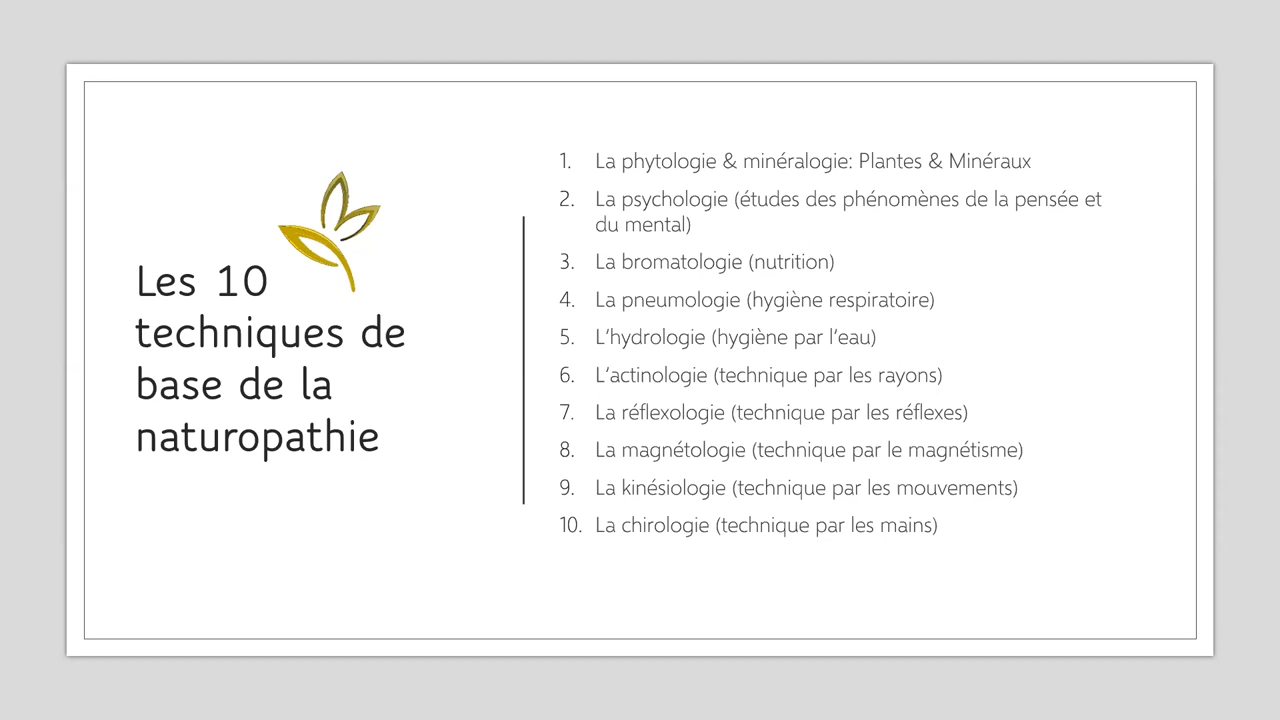 Les 10
techniques de
base de la
naturopathie
1. La phytologie & minéralogie: Plantes & Minéraux
2. La psychologie (études des phénomènes de la pensée et
du mental)
3. La bromatologie (nutrition)
4. La pneumologie (hygiène respiratoire)
5. L’hydrologie (hygiène par l’eau)
6. L’actinologie (technique par les rayons)
7. La réflexologie (technique par les réflexes)
8. La magnétologie (technique par le magnétisme)
9. La kinésiologie (technique par les mouvements)
10. La chirologie (technique par les mains)